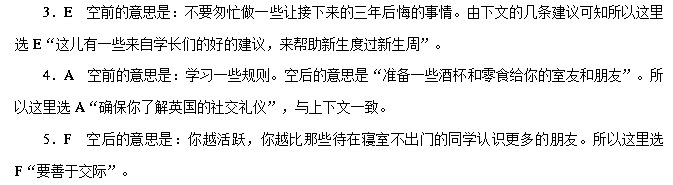 3．E　空前的意思是：不要匆忙做一些让接下来的三年后悔的事情。由下文的几条建议可知所以这里
选 E“这儿有一些来自学长们的好的建议，来帮助新生度过新生周”。
4．A　空前的意思是：学习一些规则。空后的意思是“准备一些酒杯和零食给你的室友和朋友”。所
以这里选 A“确保你了解英国的社交礼仪”，与上下文一致。
5．F　空后的意思是：你越活跃，你越比那些待在寝室不出门的同学认识更多的朋友。所以这里选
F“要善于交际”。